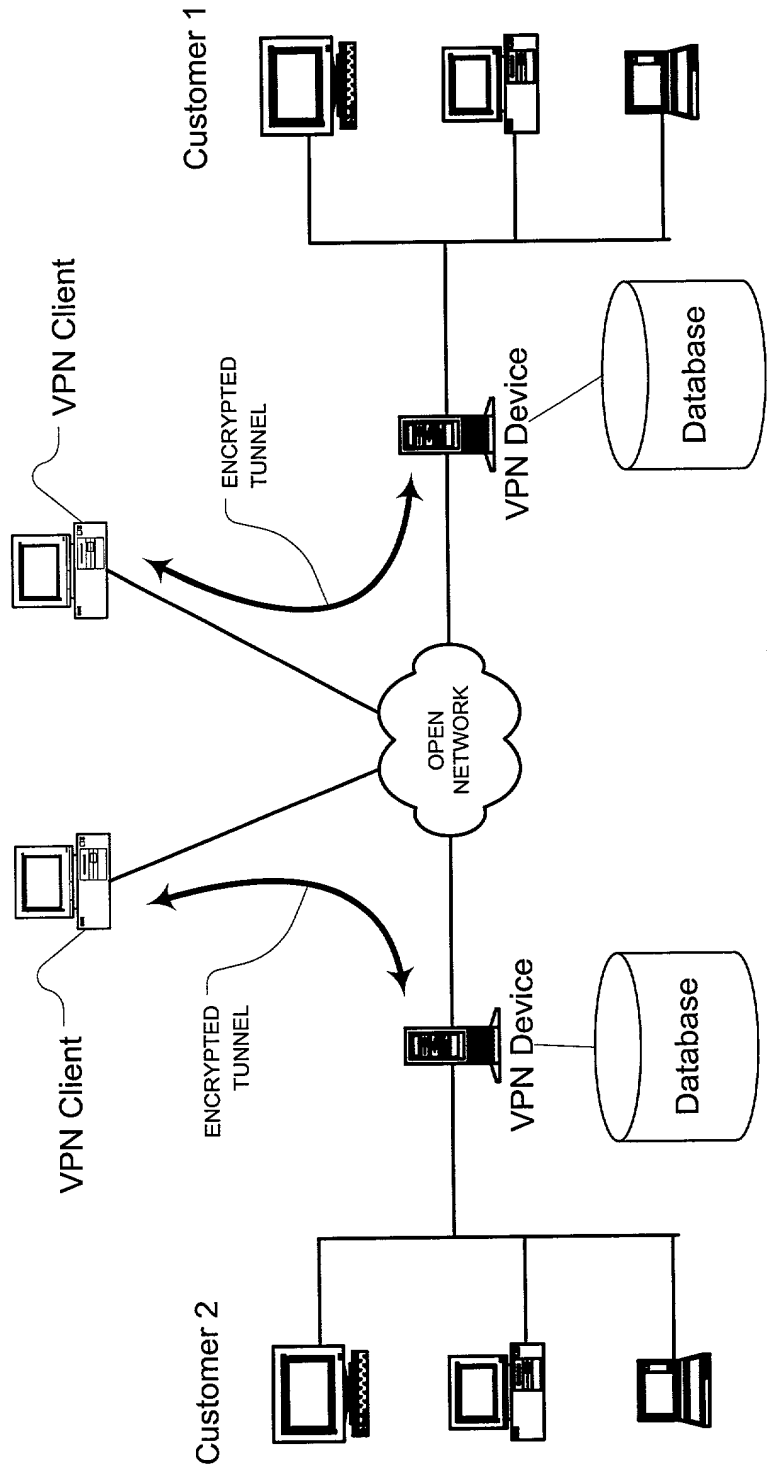 VPN Client
VPN Client
Customer 2
ENCRYPTED
TUNNEL
ENCRYPTED
TUNNEL
Customer 1
OPEN
NETWORK
VPN Device
VPN Device
Database
Database